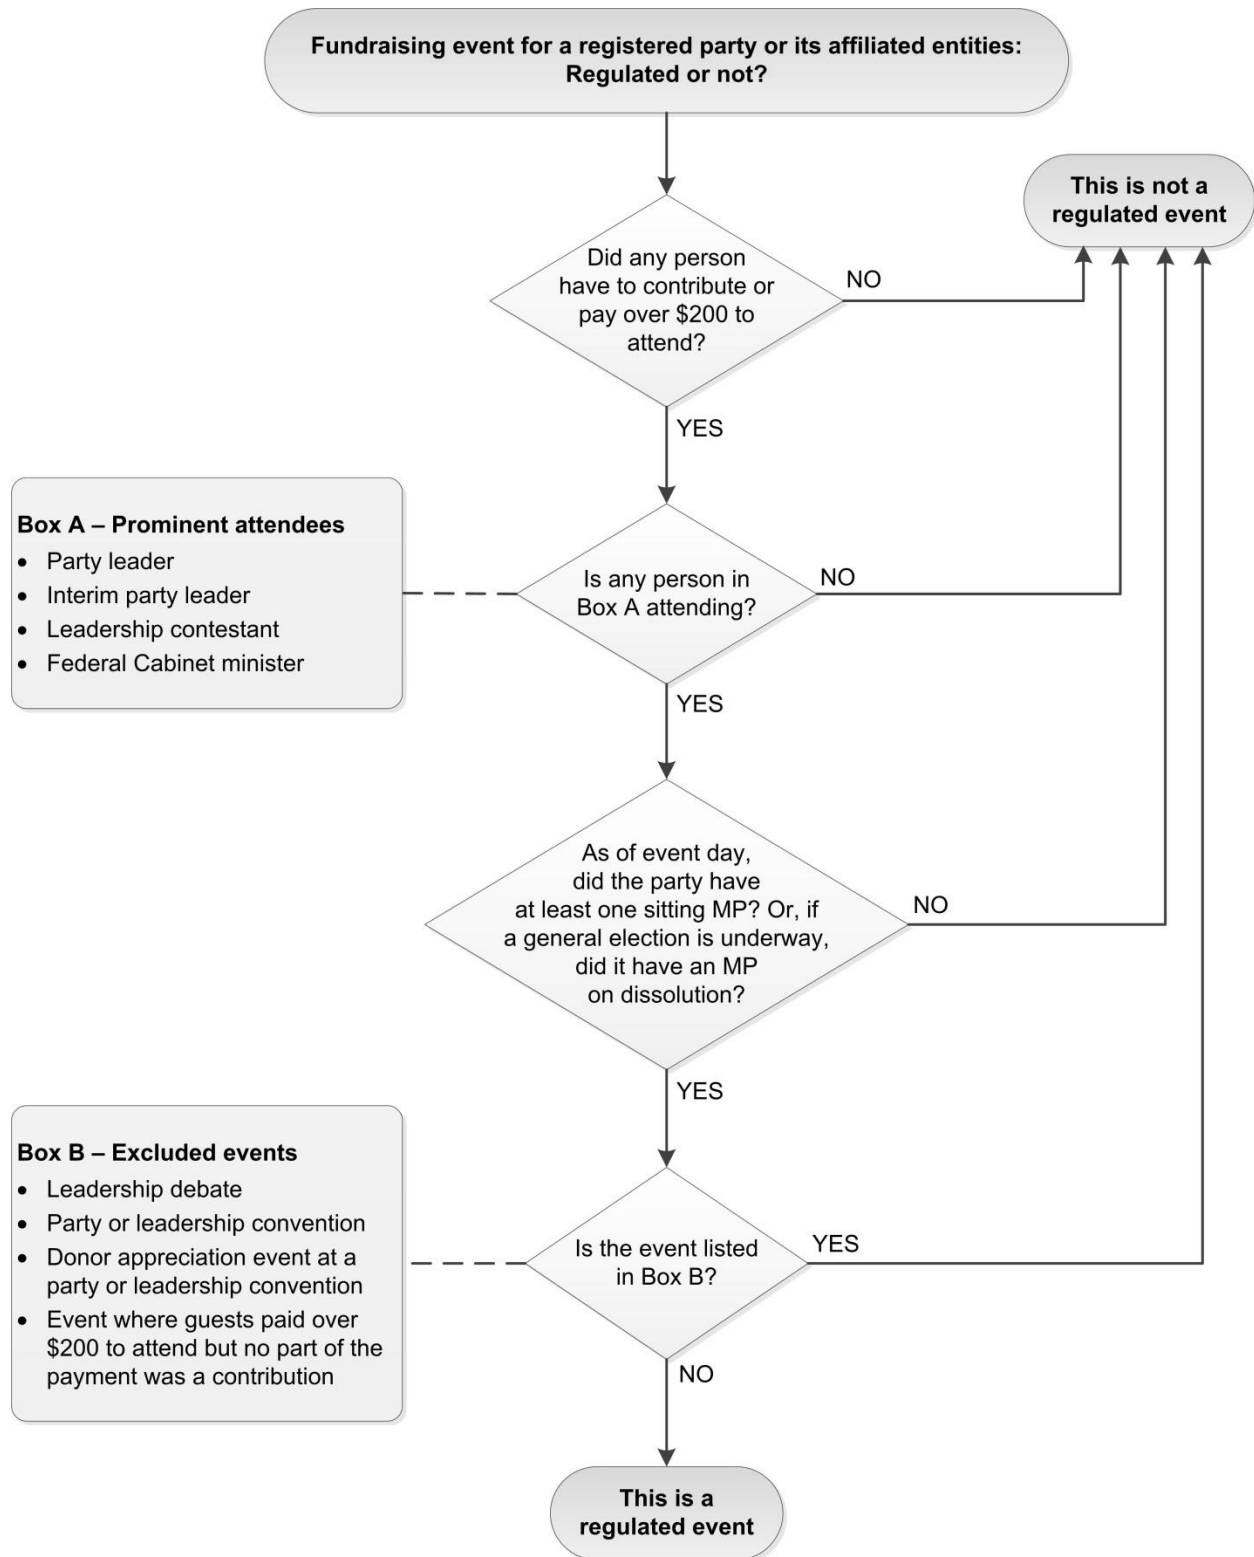 Fundraising event for a registered party or its affiliated entities:
Regulated or not?
This is not a
regulated event
Did any person
have to contribute or
pay over $200 to
attend?
NO
YES
Box A – Prominent attendees
• Party leader
• Interim party leader
• Leadership contestant
• Federal Cabinet minister
Is any person in
Box A attending?
NO
YES
As of event day,
did the party have
at least one sitting MP? Or, if
a general election is underway,
did it have an MP
on dissolution?
NO
YES
Box B – Excluded events
• Leadership debate
• Party or leadership convention
• Donor appreciation event at a
party or leadership convention
• Event where guests paid over
$200 to attend but no part of the
payment was a contribution
Is the event listed
in Box B?
YES
NO
This is a
regulated event